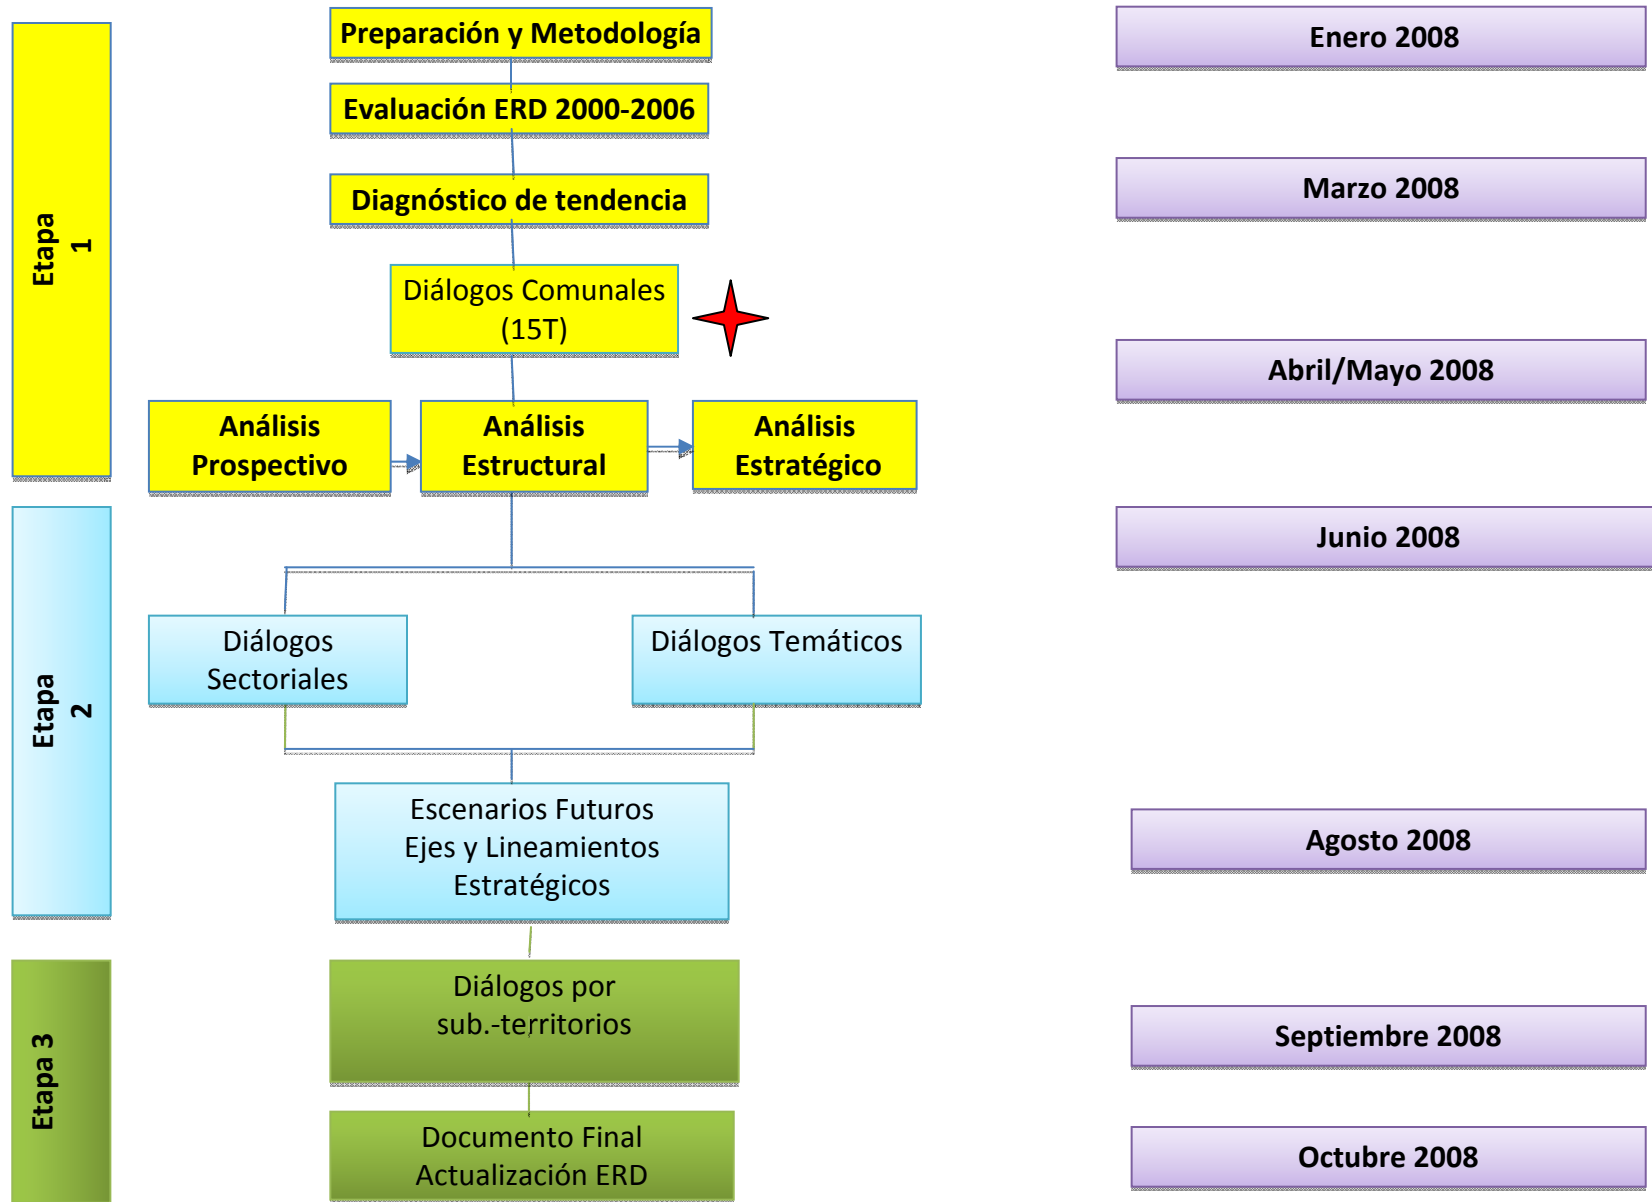 Preparación y Metodología
Enero 2008
Evaluación ERD 2000-2006
Etapa
1
Diagnóstico de tendencia
Marzo 2008
Diálogos Comunales
(15T)
Abril/Mayo 2008
Análisis
Prospectivo
Análisis
Estructural
Análisis
Estratégico
Junio 2008
Etapa
2
Diálogos
Sectoriales
Diálogos Temáticos
Escenarios Futuros
Ejes y Lineamientos
Estratégicos
Agosto 2008
Etapa 3
Diálogos por
sub.-territorios
Septiembre 2008
Documento Final
Actualización ERD
Octubre 2008